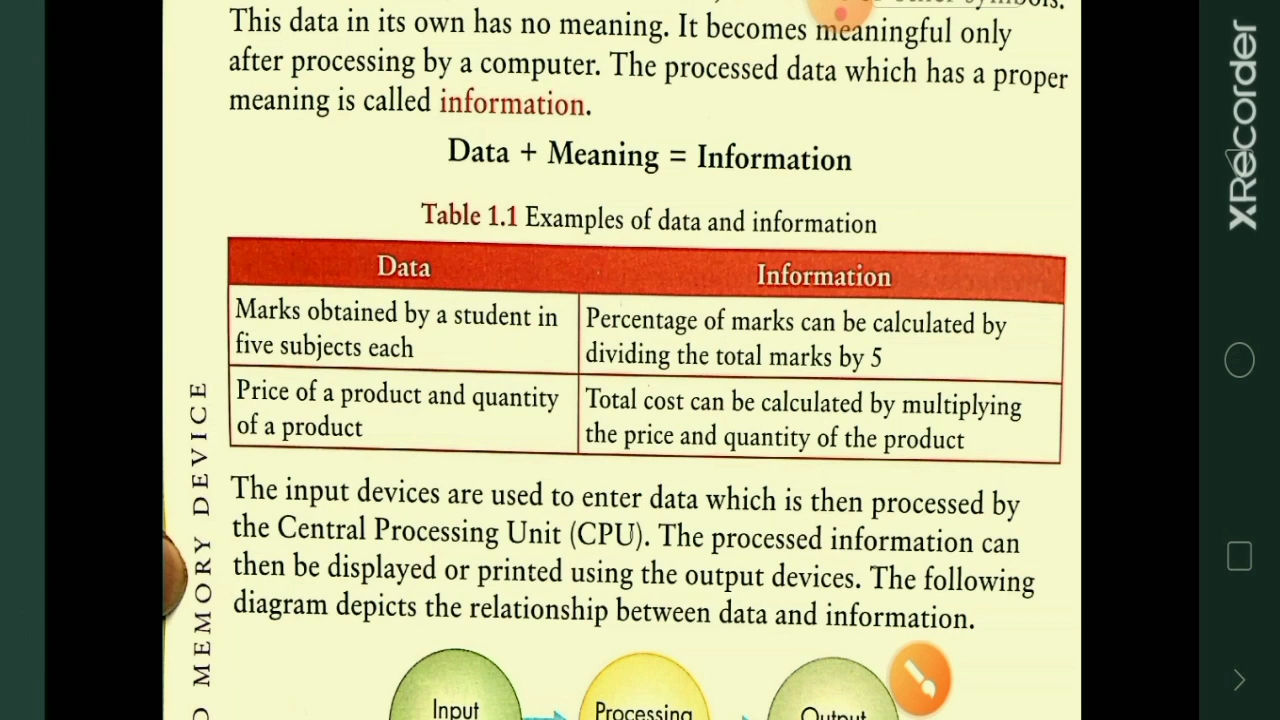 symbols.
This data in its own has no meaning. It becomes meaningful only
after processing by a computer. The processed data which has a proper
meaning is called information.
Data + Meaning = Information
Table 1.1 Examples of data and information
Data
Information
Marks obtained by a student in
five subjects each
Percentage of marks can be calculated by
dividing the total marks by 5
Price of a product and quantity
of a product
Total cost can be calculated by multiplying
the price and quantity of the product
The input devices are used to enter data which is then processed by
the Central Processing Unit (CPU). The processed information can
then be displayed or printed using the output devices. The following
diagram depicts the relationship between data and information.
Input
Processing
Output
MEMORY DEVICE
XRecorder